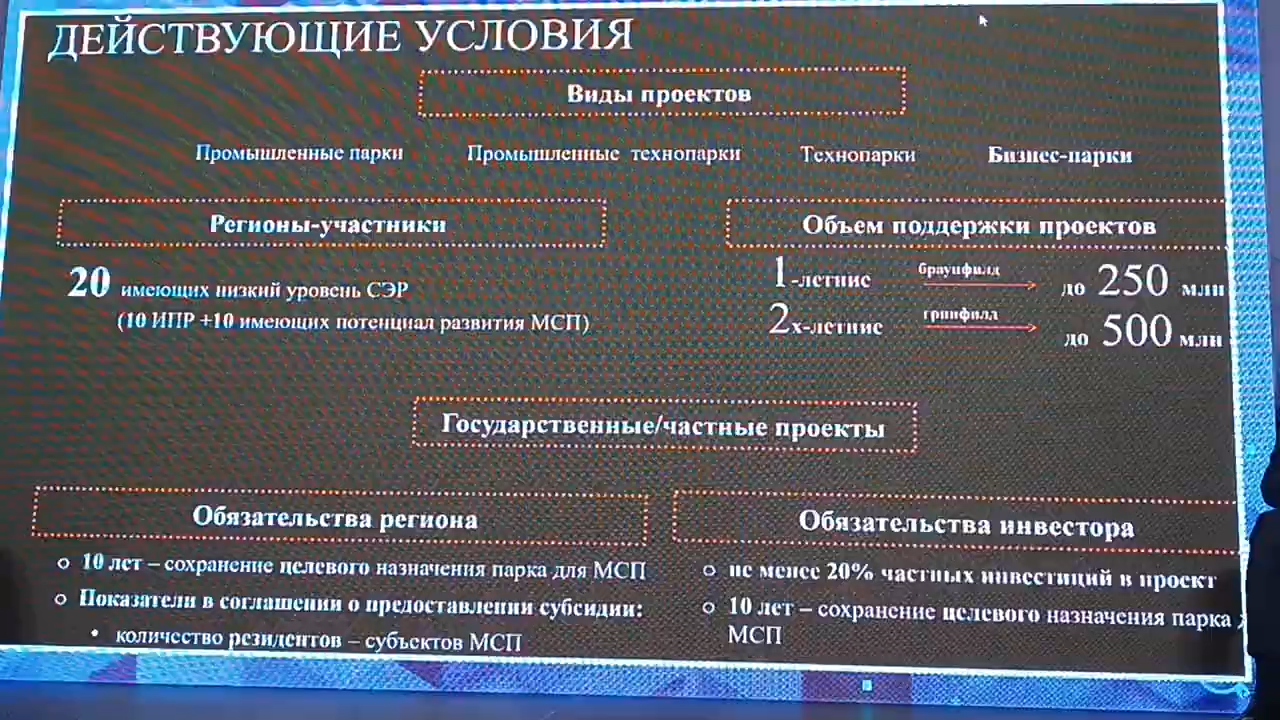 ДЕЙСТВУЮЩИЕ УСЛОВИЯ
Виды проектов
Промышленные парки Промышленные технопарки Технопарки Бизнес-парки
Регионы-участники
20 имеющих низкий уровень СЭР
(10 ИПР +10 имеющих потенциал развития МСП)
Объем поддержки проектов
1-летние браунфилд до 250 млн
2х-летние гринфилд до 500 млн
Государственные/частные проекты
Обязательства региона
10 лет – сохранение целевого назначения парка для МСП
Показатели в соглашении о предоставлении субсидии:
• количество резидентов – субъектов МСП
Обязательства инвестора
не менее 20% частных инвестиций в проект
10 лет – сохранение целевого назначения парка
МСП